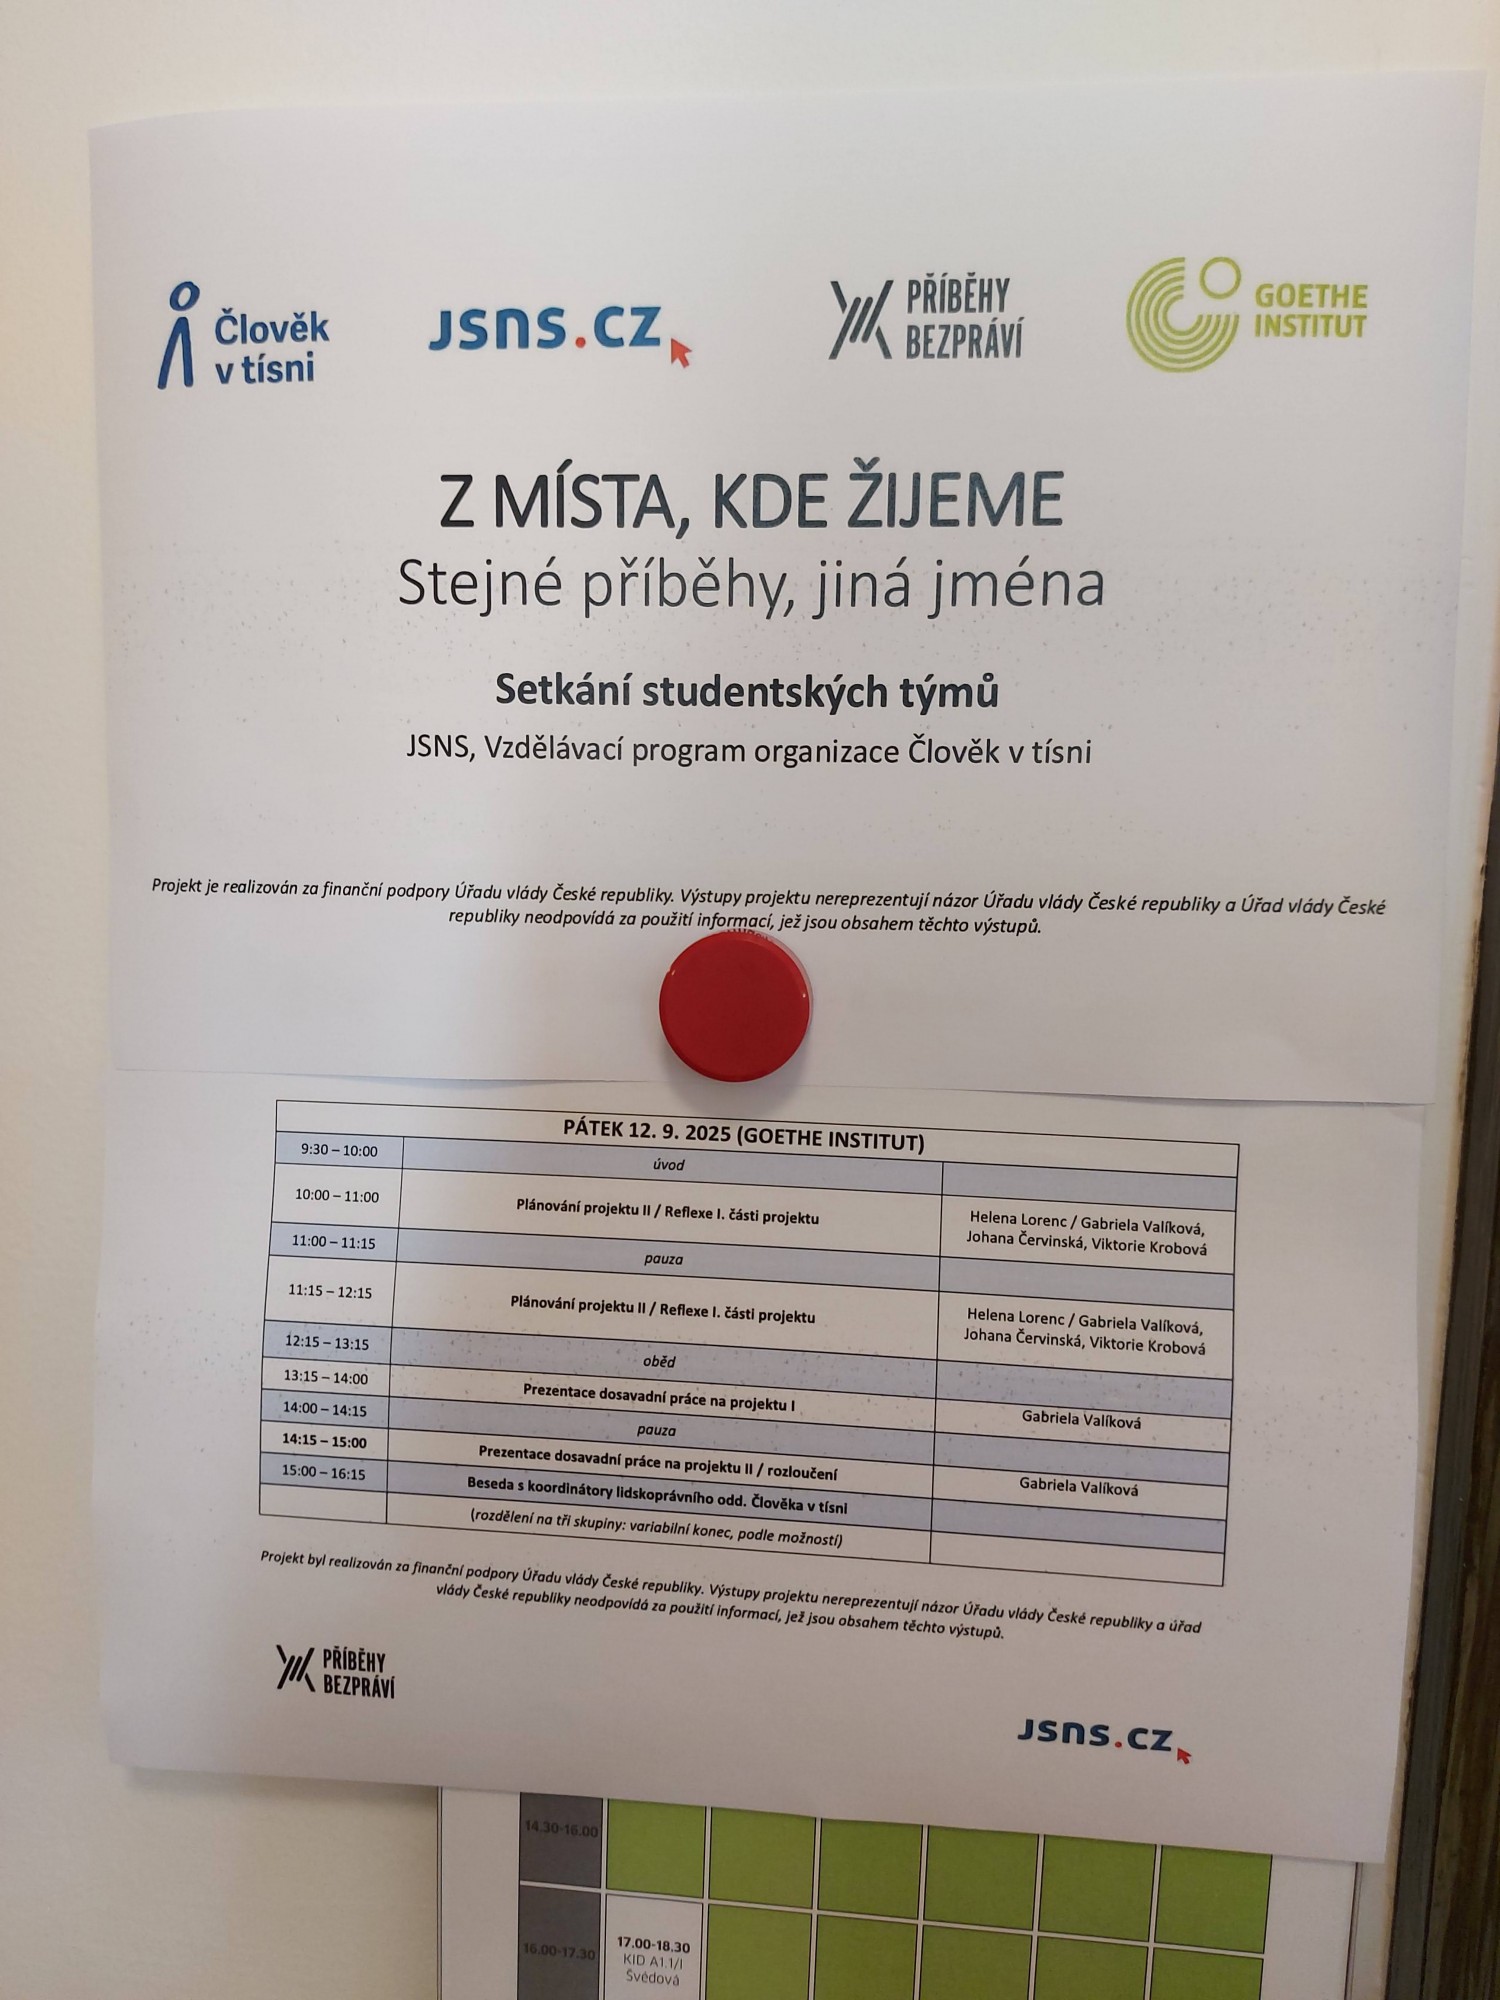 Člověk
v tísni
JSNS.CZ
PŘÍBĚHY
BEZPRÁVÍ
GOETHE
INSTITUT
Z MÍSTA, KDE ŽIJEME
Stejné příběhy, jiná jména
Setkání studentských týmů
JSNS, Vzdělávací program organizace Člověk v tísni
Projekt je realizován za finanční podpory Úřadu vlády České republiky. Výstupy projektu nereprezentují názor Úřadu vlády České republiky a Úřad vlády České
republiky neodpovídá za použití informací, jež jsou obsahem těchto výstupů.
PÁTEK 12. 9. 2025 (GOETHE INSTITUT)
9:30 – 10:00 úvod
10:00 – 11:00 Plánování projektu II / Reflexe I. části projektu Helena Lorenc / Gabriela Valíková,
Johana Červinská, Viktorie Krobová
11:00 – 11:15 pauza
11:15 – 12:15 Plánování projektu II / Reflexe I. části projektu Helena Lorenc / Gabriela Valíková,
Johana Červinská, Viktorie Krobová
12:15 – 13:15 oběd
13:15 – 14:00 Prezentace dosavadní práce na projektu I Gabriela Valíková
14:00 – 14:15 pauza
14:15 – 15:00 Prezentace dosavadní práce na projektu II / rozloučení Gabriela Valíková
15:00 – 16:15 Beseda s koordinátory lidskoprávního odd. Člověka v tísni
(rozdělení na tři skupiny: variabilní konec, podle možností)
Projekt byl realizován za finanční podpory Úřadu vlády České republiky. Výstupy projektu nereprezentují názor Úřadu vlády České republiky a úřad
vlády České republiky neodpovídá za použití informací, jež jsou obsahem těchto výstupů.
PŘÍBĚHY
BEZPRÁVÍ
JSNS.CZ
14.30-16.00
16.00-17.30
17.00-18.30
KID A1.1/I
Švédová